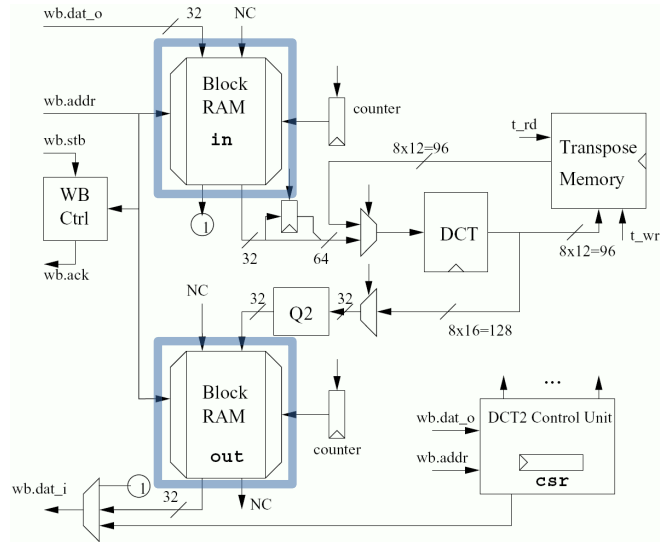 wb.dat_o
32
NC
Block
RAM
in
wb.addr
counter
wb.stb
t_rd
8x12=96
Transpose
Memory
WB
Ctrl
1
DCT
32
64
8x12=96
t_wr
wb.ack
NC
32
Q2
32
8x16=128
Block
RAM
out
counter
...
DCT2 Control Unit
wb.dat_o
wb.addr
csr
wb.dat_i
1
32
NC